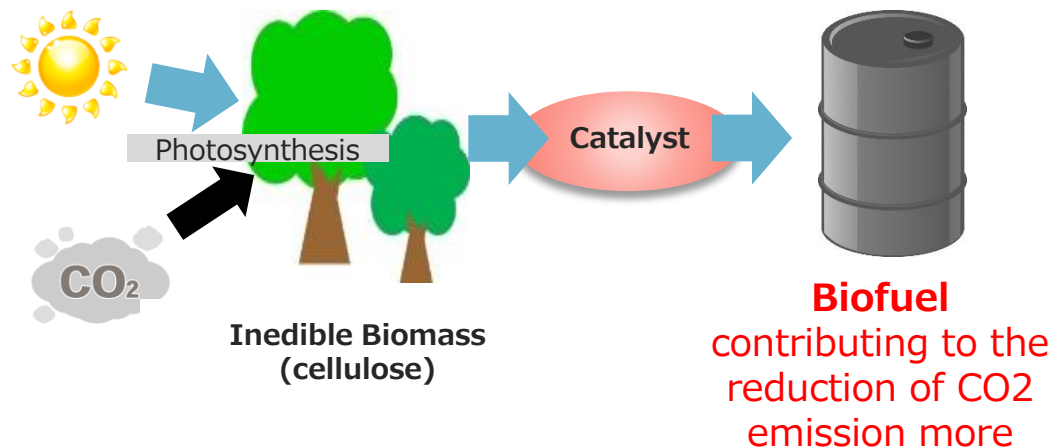 Photosynthesis
CO₂
Inedible Biomass
(cellulose)
Catalyst
Biofuel
contributing to the
reduction of CO2
emission more